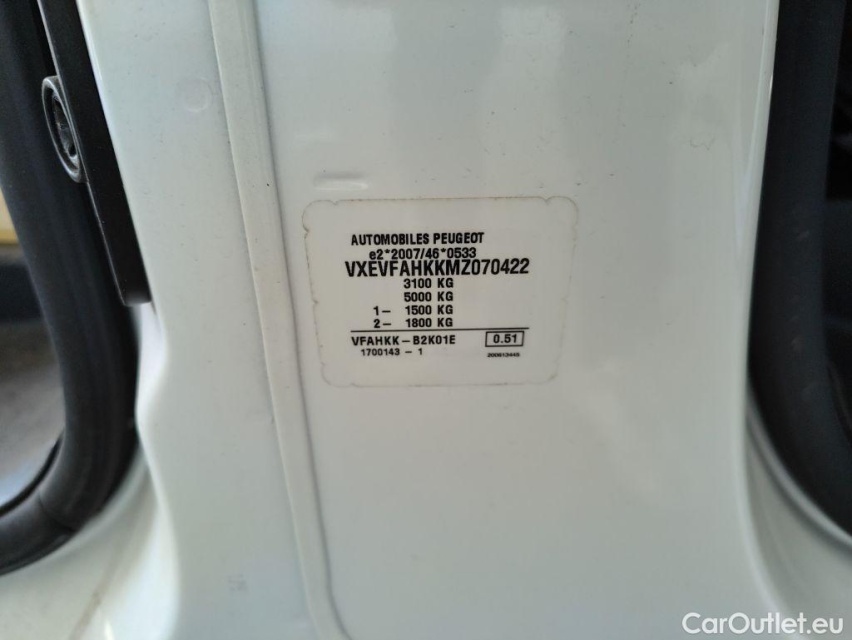 AUTOMOBILES PEUGEOT
e2*2007/46*0533
VXEVFAHKKMZ070422
3100 KG
5000 KG
1- 1500 KG
2- 1800 KG
VFAHKK-B2K01E 0.51
1700143 - 1
CarOutlet.eu